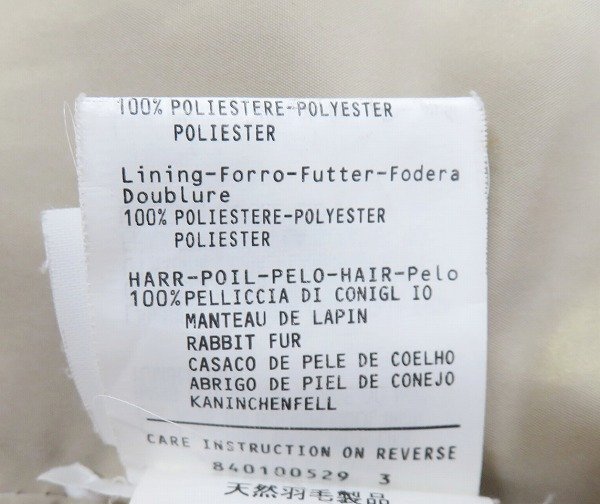 100% POLIESTERE-POLYESTER
POLIESTER
Lining-Forro-Futter-Fodera
Doublure
100% POLIESTERE-POLYESTER
POLIESTER
HARR-POIL-PELO-HAIR-Pelo
100%PELLICCIA DI CONIGL IO
MANTEAU DE LAPIN
RABBIT FUR
CASACO DE PELE DE COELHO
ABRIGO DE PIEL DE CONEJO
KANINCHENFELL
CARE INSTRUCTION ON REVERSE
840100529 3
天然羽毛製品